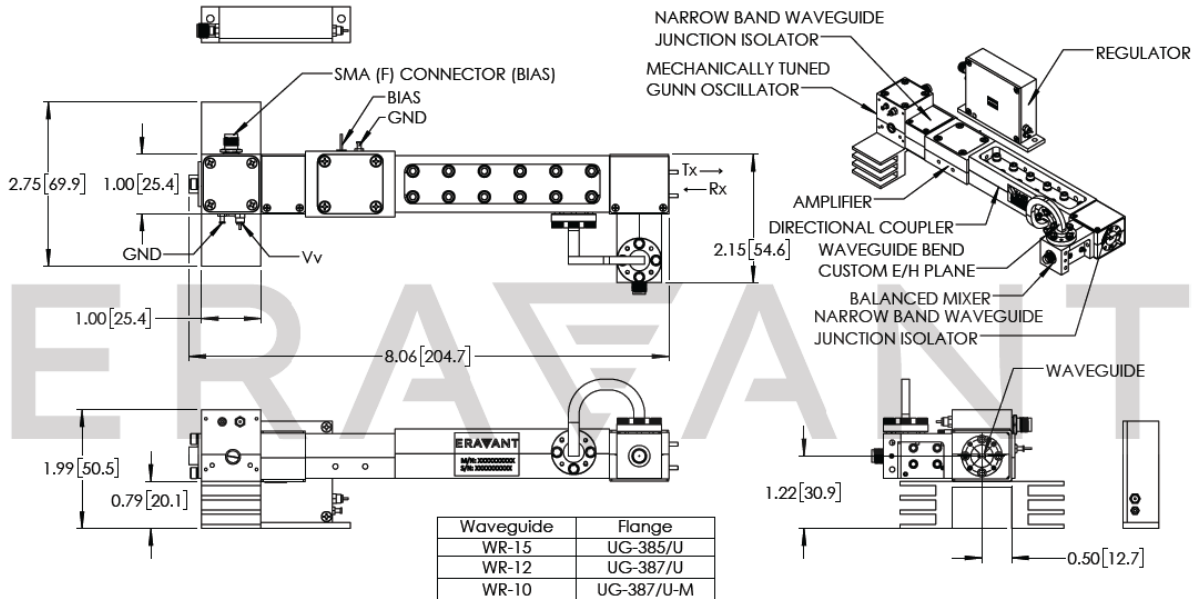 NARROW BAND WAVEGUIDE
JUNCTION ISOLATOR
MECHANICALLY TUNED
GUNN OSCILLATOR
REGULATOR
SMA (F) CONNECTOR (BIAS)
BIAS
GND
2.75[69.9]
1.00[25.4]
Tx
Rx
GND
Vv
2.15[54.6]
1.00[25.4]
8.06[204.7]
AMPLIFIER
DIRECTIONAL COUPLER
WAVEGUIDE BEND
CUSTOM E/H PLANE
BALANCED MIXER
NARROW BAND WAVEGUIDE
JUNCTION ISOLATOR
ERAVANT
1.99[50.5]
0.79[20.1]
ERAVANT
M/N: XXXXXXXXXX
S/N: XXXXXXXXXX
WAVEGUIDE
1.22[30.9]
0.50[12.7]
Waveguide Flange
WR-15 UG-385/U
WR-12 UG-387/U
WR-10 UG-387/U-M